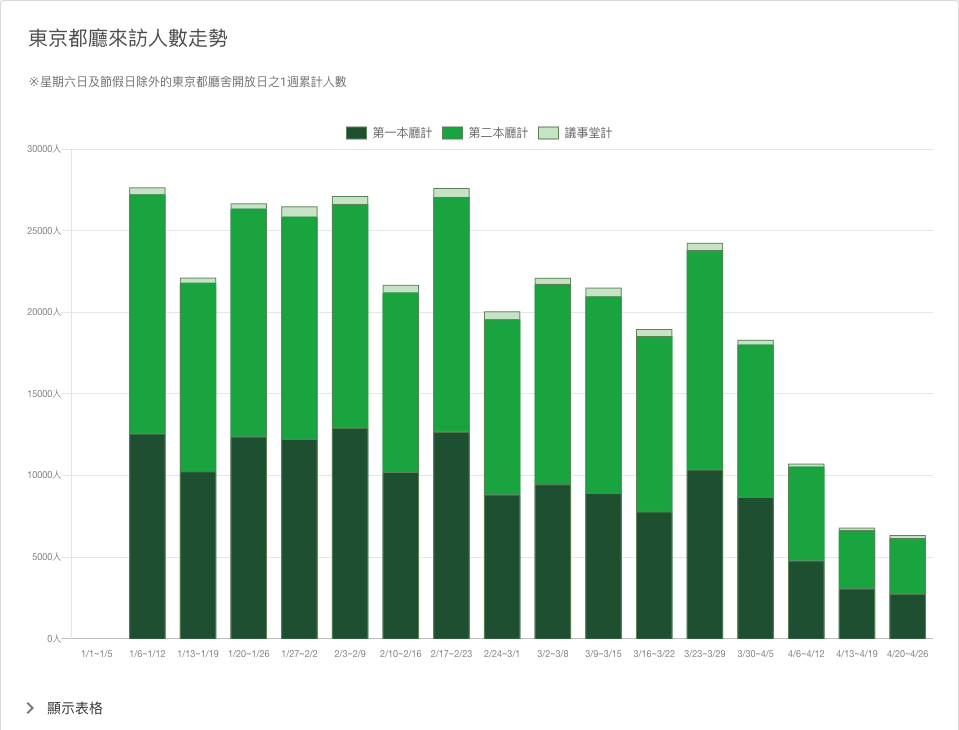 東京都廳來訪人數走勢
※星期六日及節假日除外的東京都廳舍開放日之1週累計人數
第一本廳計 第二本廳計 議事堂計
30000人
25000人
20000人
15000人
10000人
5000人
0人
1/1~1/5 1/6~1/12 1/13~1/19 1/20~1/26 1/27~2/2 2/3~2/9 2/10~2/16 2/17~2/23 2/24~3/1 3/2~3/8 3/9~3/15 3/16~3/22 3/23~3/29 3/30~4/5 4/6~4/12 4/13~4/19 4/20~4/26
顯示表格